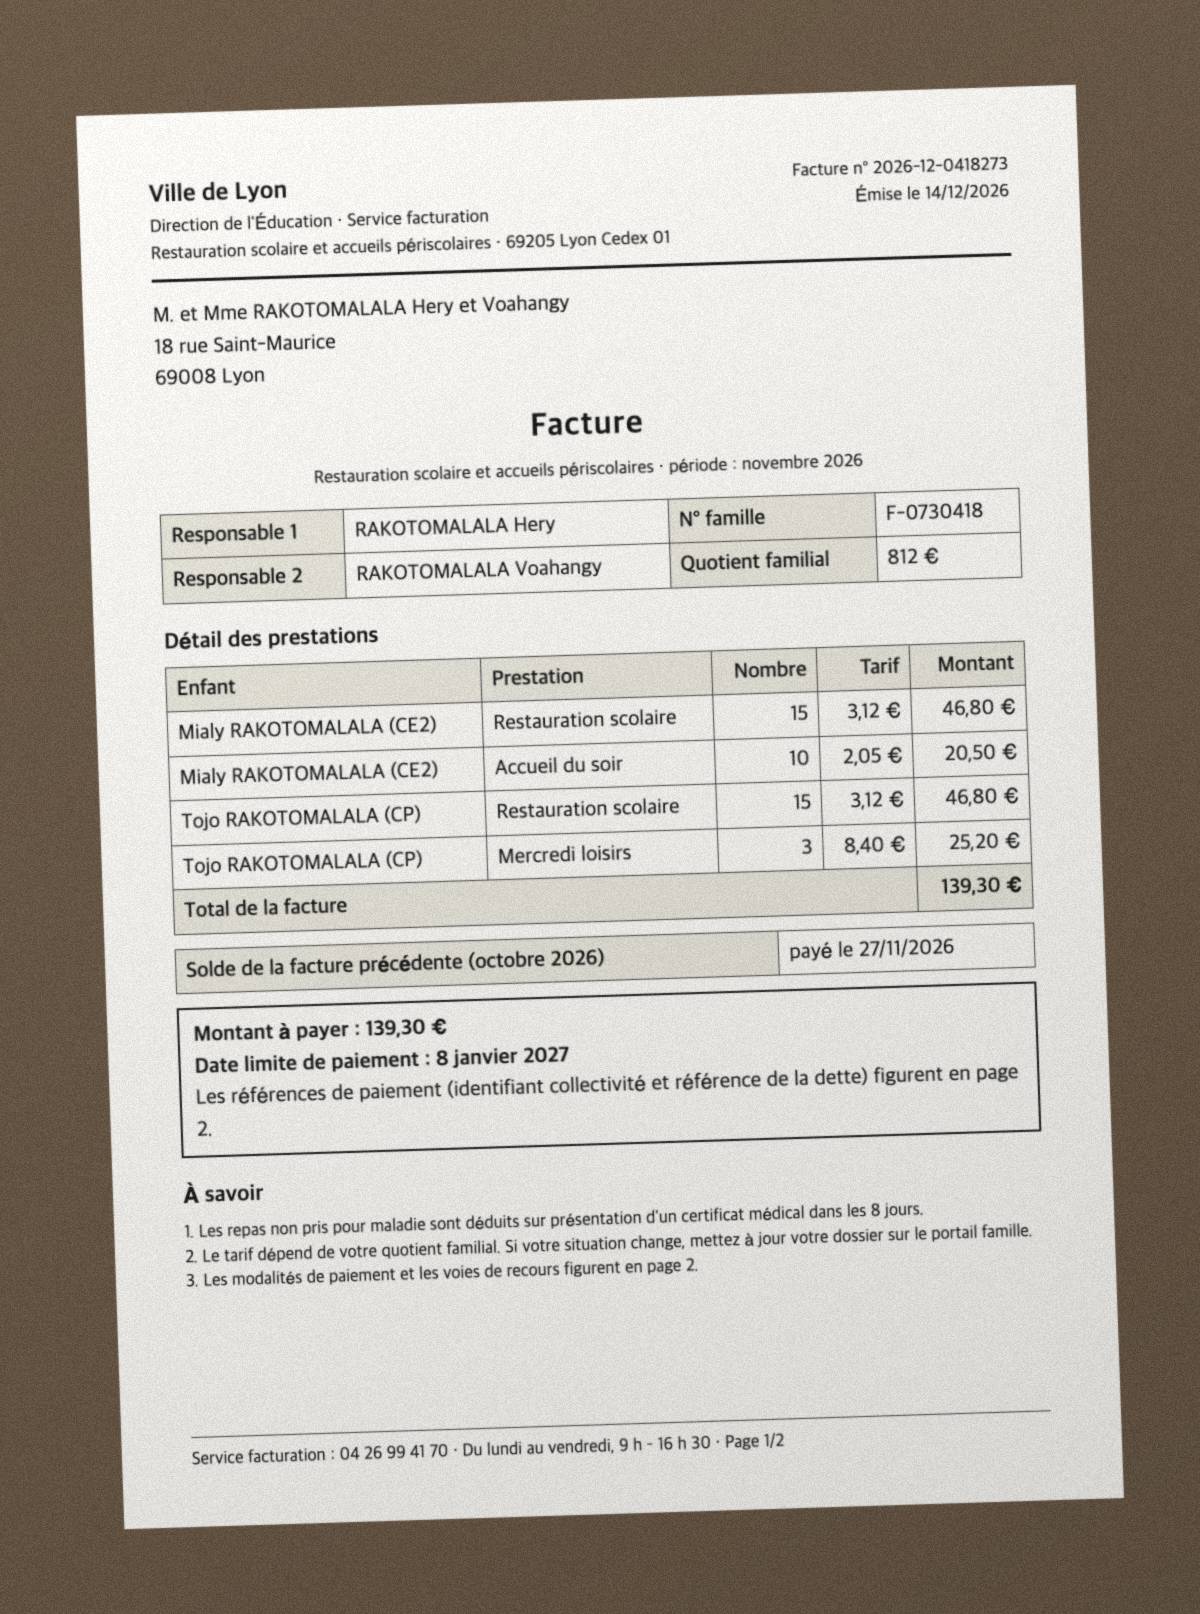 Ville de Lyon
Direction de l'Éducation · Service facturation
Restauration scolaire et accueils périscolaires · 69205 Lyon Cedex 01
Facture n° 2026-12-0418273
Émise le 14/12/2026
M. et Mme RAKOTOMALALA Hery et Voahangy
18 rue Saint-Maurice
69008 Lyon
Facture
Restauration scolaire et accueils périscolaires · période : novembre 2026
Responsable 1 RAKOTOMALALA Hery N° famille F-0730418
Responsable 2 RAKOTOMALALA Voahangy Quotient familial 812 €
Détail des prestations
Enfant Prestation Nombre Tarif Montant
Mialy RAKOTOMALALA (CE2) Restauration scolaire 15 3,12 € 46,80 €
Mialy RAKOTOMALALA (CE2) Accueil du soir 10 2,05 € 20,50 €
Tojo RAKOTOMALALA (CP) Restauration scolaire 15 3,12 € 46,80 €
Tojo RAKOTOMALALA (CP) Mercredi loisirs 3 8,40 € 25,20 €
Total de la facture 139,30 €
Solde de la facture précédente (octobre 2026) payé le 27/11/2026
Montant à payer : 139,30 €
Date limite de paiement : 8 janvier 2027
Les références de paiement (identifiant collectivité et référence de la dette) figurent en page
2.
À savoir
1. Les repas non pris pour maladie sont déduits sur présentation d'un certificat médical dans les 8 jours.
2. Le tarif dépend de votre quotient familial. Si votre situation change, mettez à jour votre dossier sur le portail famille.
3. Les modalités de paiement et les voies de recours figurent en page 2.
Service facturation : 04 26 99 41 70 · Du lundi au vendredi, 9 h - 16 h 30 · Page 1/2